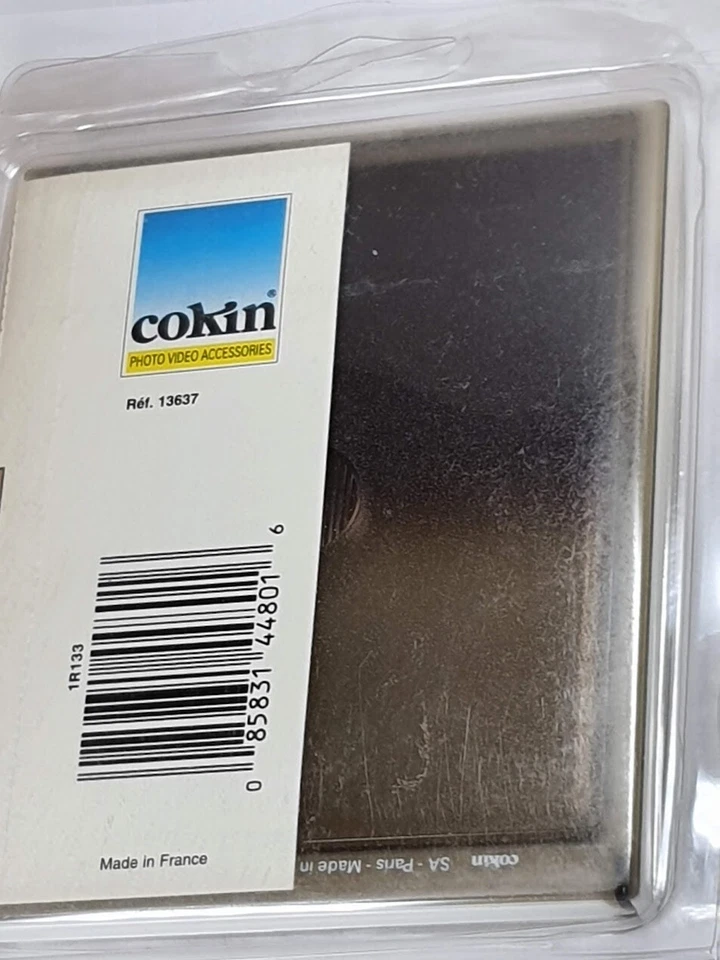 cokin®
PHOTO VIDEO ACCESSORIES
Réf. 13637
1R133
0 85831 44801 6
Made in France
cokin SA - Paris - Made in